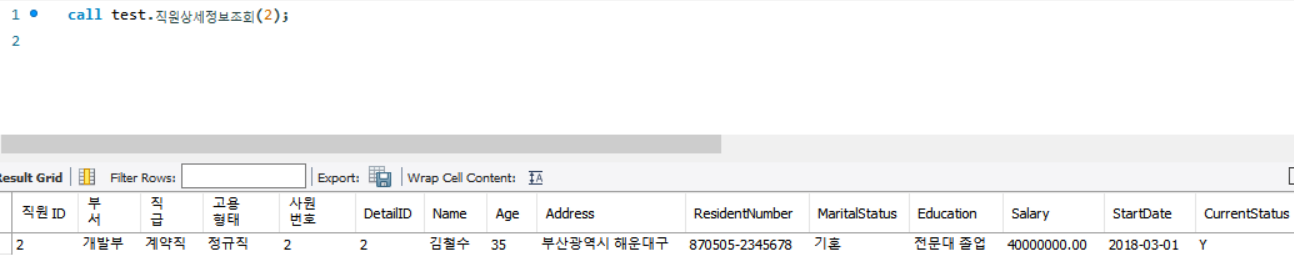 1 call test.직원상세정보조회(2);
2
Result Grid Filter Rows: Export: Wrap Cell Content: IA
직원 ID 부서 직급 고용형태 사원번호 DetailID Name Age Address ResidentNumber MaritalStatus Education Salary StartDate CurrentStatus
2 개발부 계약직 정규직 2 2 김철수 35 부산광역시 해운대구 870505-2345678 기혼 전문대 졸업 40000000.00 2018-03-01 Y